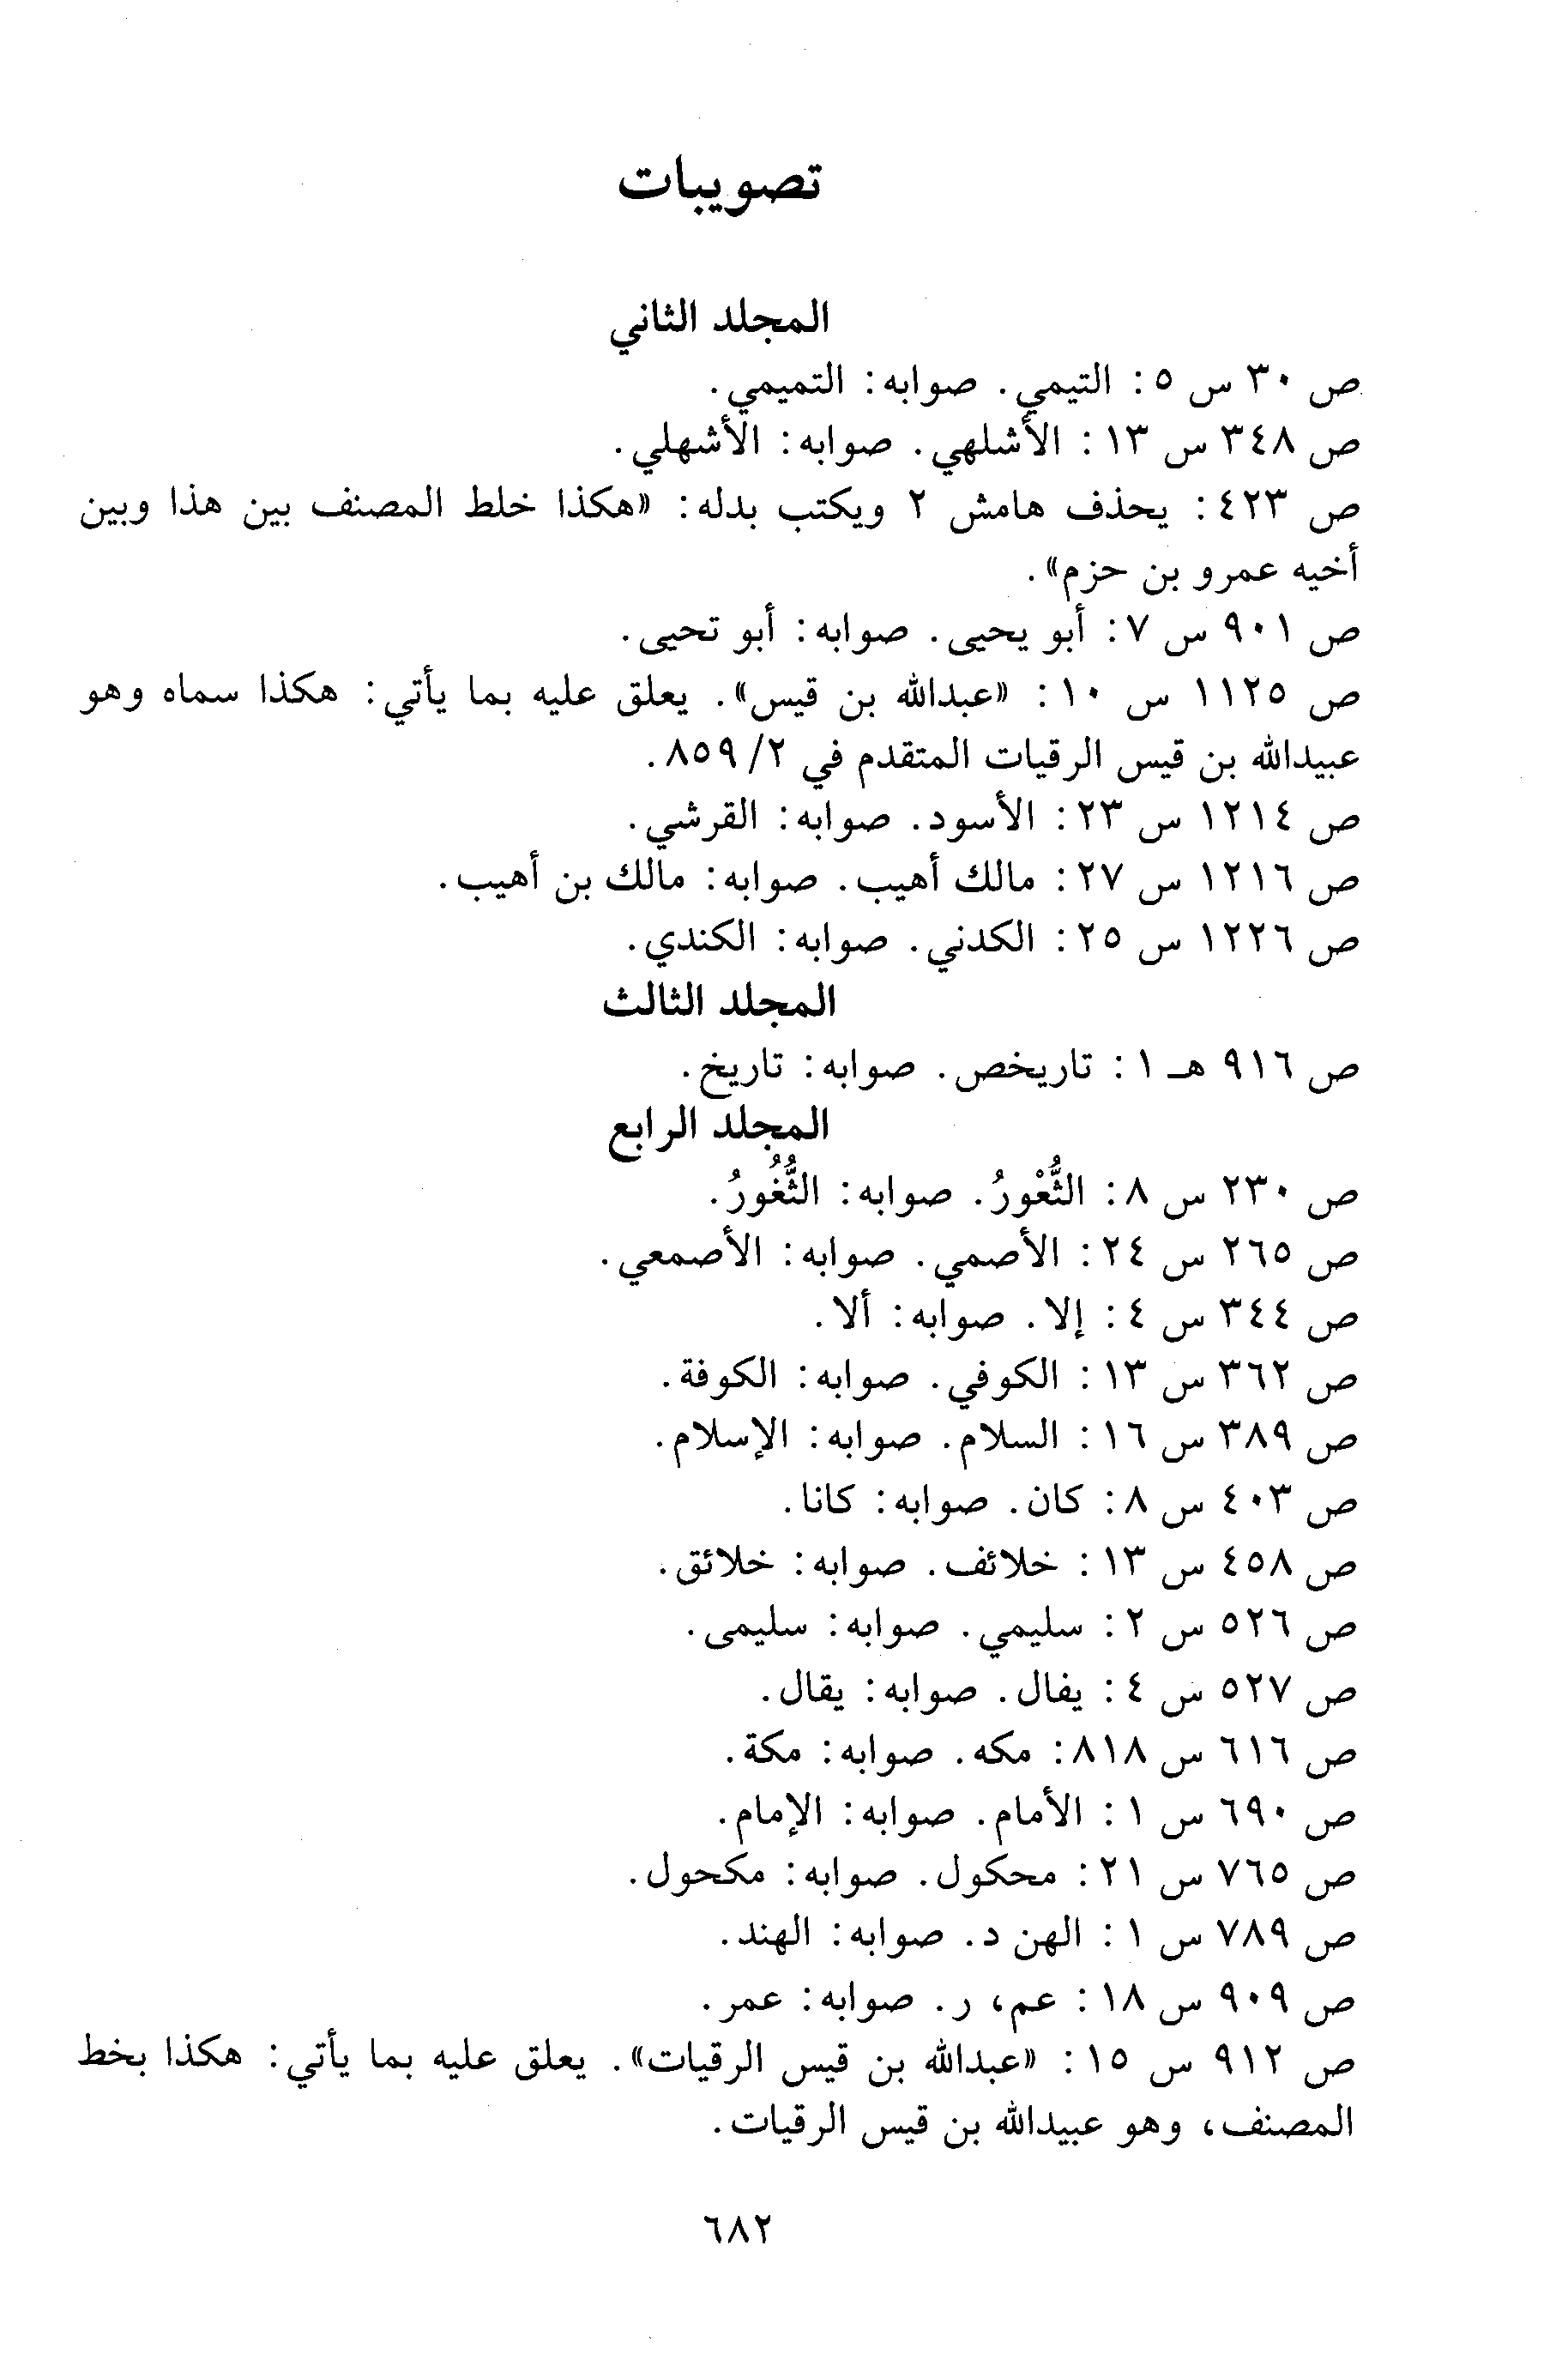 تصويبات
المجلد الثاني
ص ٣٠ س ٥: التيمي. صوابه: التميمي.
ص ٣٤٨ س ١٣: الأشلهي. صوابه: الأشهلي.
ص ٤٢٣: يحذف هامش ٢ ويكتب بدله: «هكذا خلط المصنف بين هذا وبين
أخيه عمرو بن حزم».
ص ٩٠١ س ٧: أبو يحيى. صوابه: أبو تحيى.
ص ١١٢٥ س ١٠: «عبدالله بن قيس». يعلق عليه بما يأتي: هكذا سماه وهو
عبيدالله بن قيس الرقيات المتقدم في ٢/ ٨٥٩.
ص ١٢١٤ س ٢٣: الأسود. صوابه: القرشي.
ص ١٢١٦ س ٢٧: مالك أهيب. صوابه: مالك بن أهيب.
ص ١٢٢٦ س ٢٥: الكدني. صوابه: الكندي.
المجلد الثالث
ص ٩١٦ هـ ١: تاريخص. صوابه: تاريخ.
المجلد الرابع
ص ٢٣٠ س ٨: الثُّعْورُ. صوابه: الثُّغُورُ.
ص ٢٦٥ س ٢٤: الأصمي. صوابه: الأصمعي.
ص ٣٤٤ س ٤: إلا. صوابه: ألا.
ص ٣٦٢ س ١٣: الكوفي. صوابه: الكوفة.
ص ٣٨٩ س ١٦: السلام. صوابه: الإسلام.
ص ٤٠٣ س ٨: كان. صوابه: كانا.
ص ٤٥٨ س ١٣: خلائف. صوابه: خلائق.
ص ٥٢٦ س ٢: سليمي. صوابه: سليمى.
ص ٥٢٧ س ٤: يفال. صوابه: يقال.
ص ٦١٦ س ٨١٨: مكه. صوابه: مكة.
ص ٦٩٠ س ١: الأمام. صوابه: الإمام.
ص ٧٦٥ س ٢١: محكول. صوابه: مكحول.
ص ٧٨٩ س ١: الهن د. صوابه: الهند.
ص ٩٠٩ س ١٨: عم، ر. صوابه: عمر.
ص ٩١٢ س ١٥: «عبدالله بن قيس الرقيات». يعلق عليه بما يأتي: هكذا بخط
المصنف، وهو عبيدالله بن قيس الرقيات.
٦٨٢